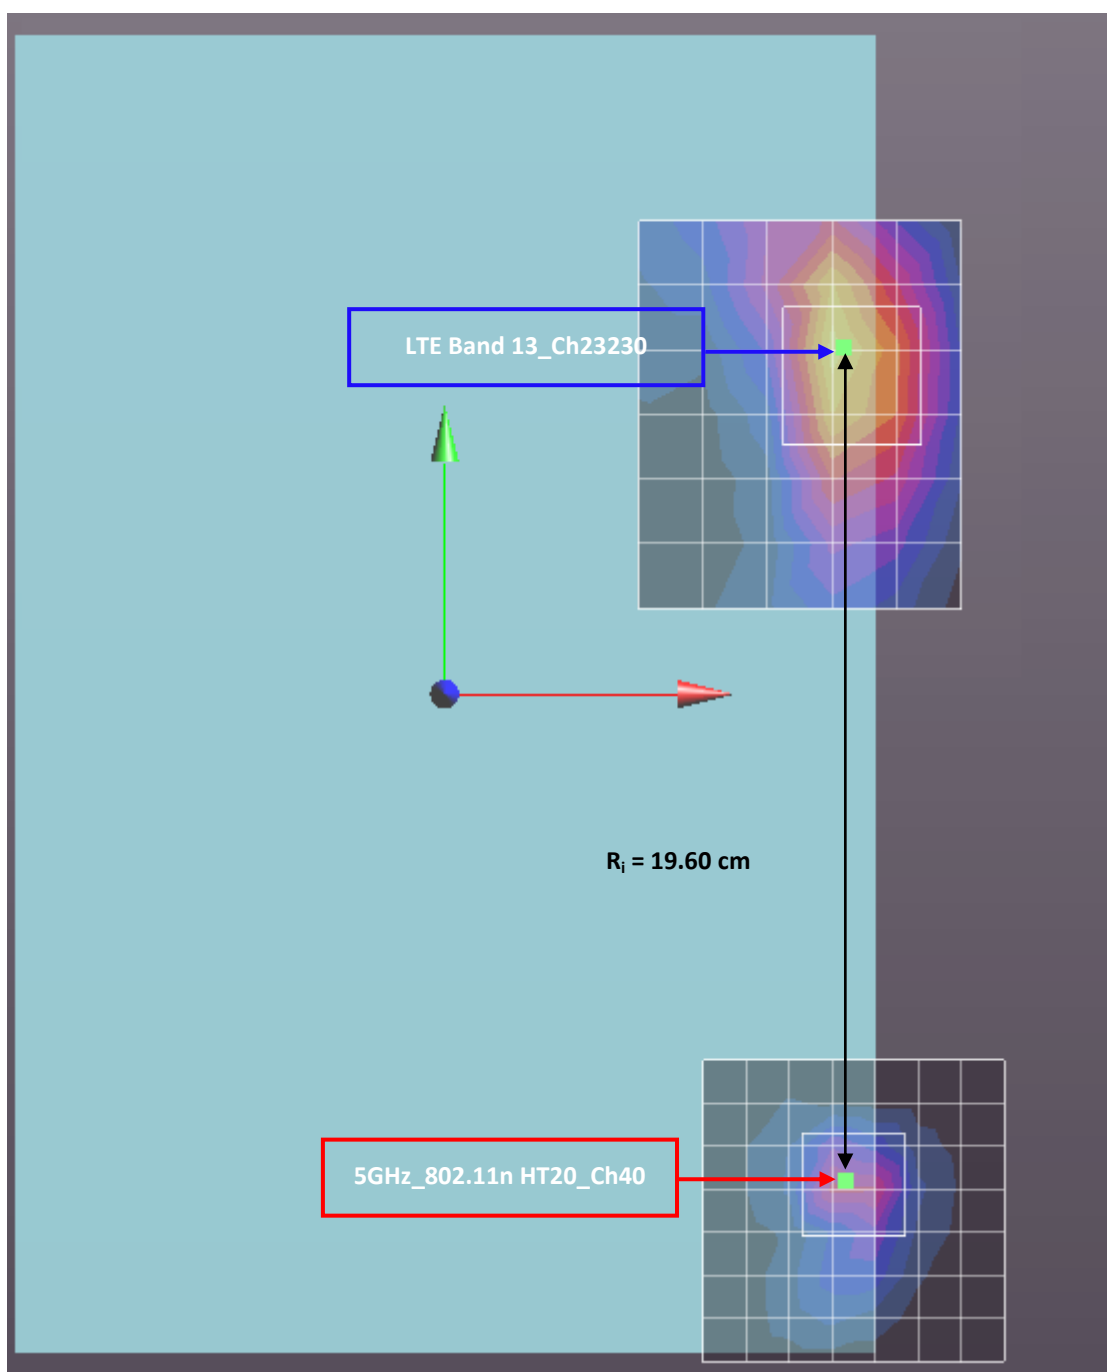 LTE Band 13_Ch23230
Rᵢ = 19.60 cm
5GHz_802.11n HT20_Ch40